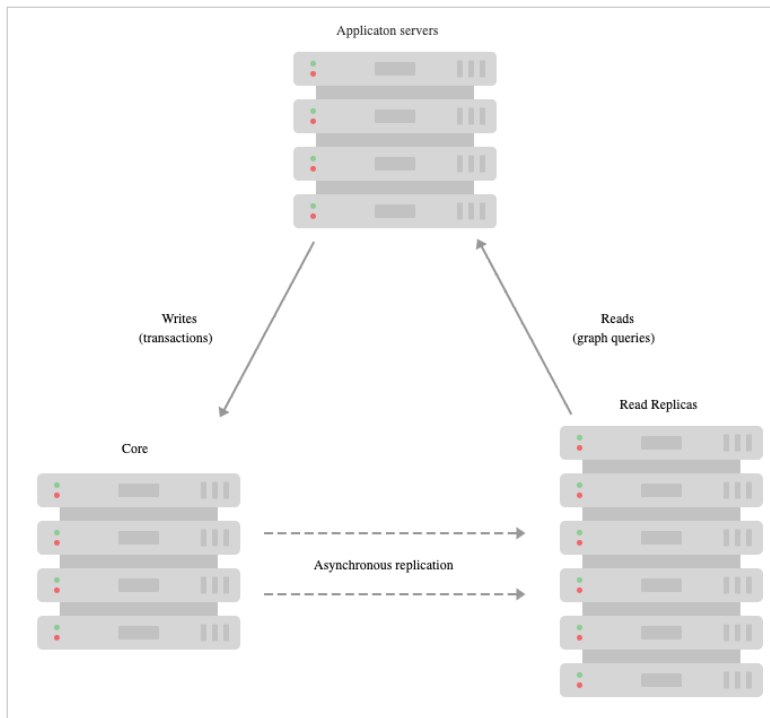 Applicaton servers
Writes
(transactions)
Reads
(graph queries)
Read Replicas
Core
Asynchronous replication